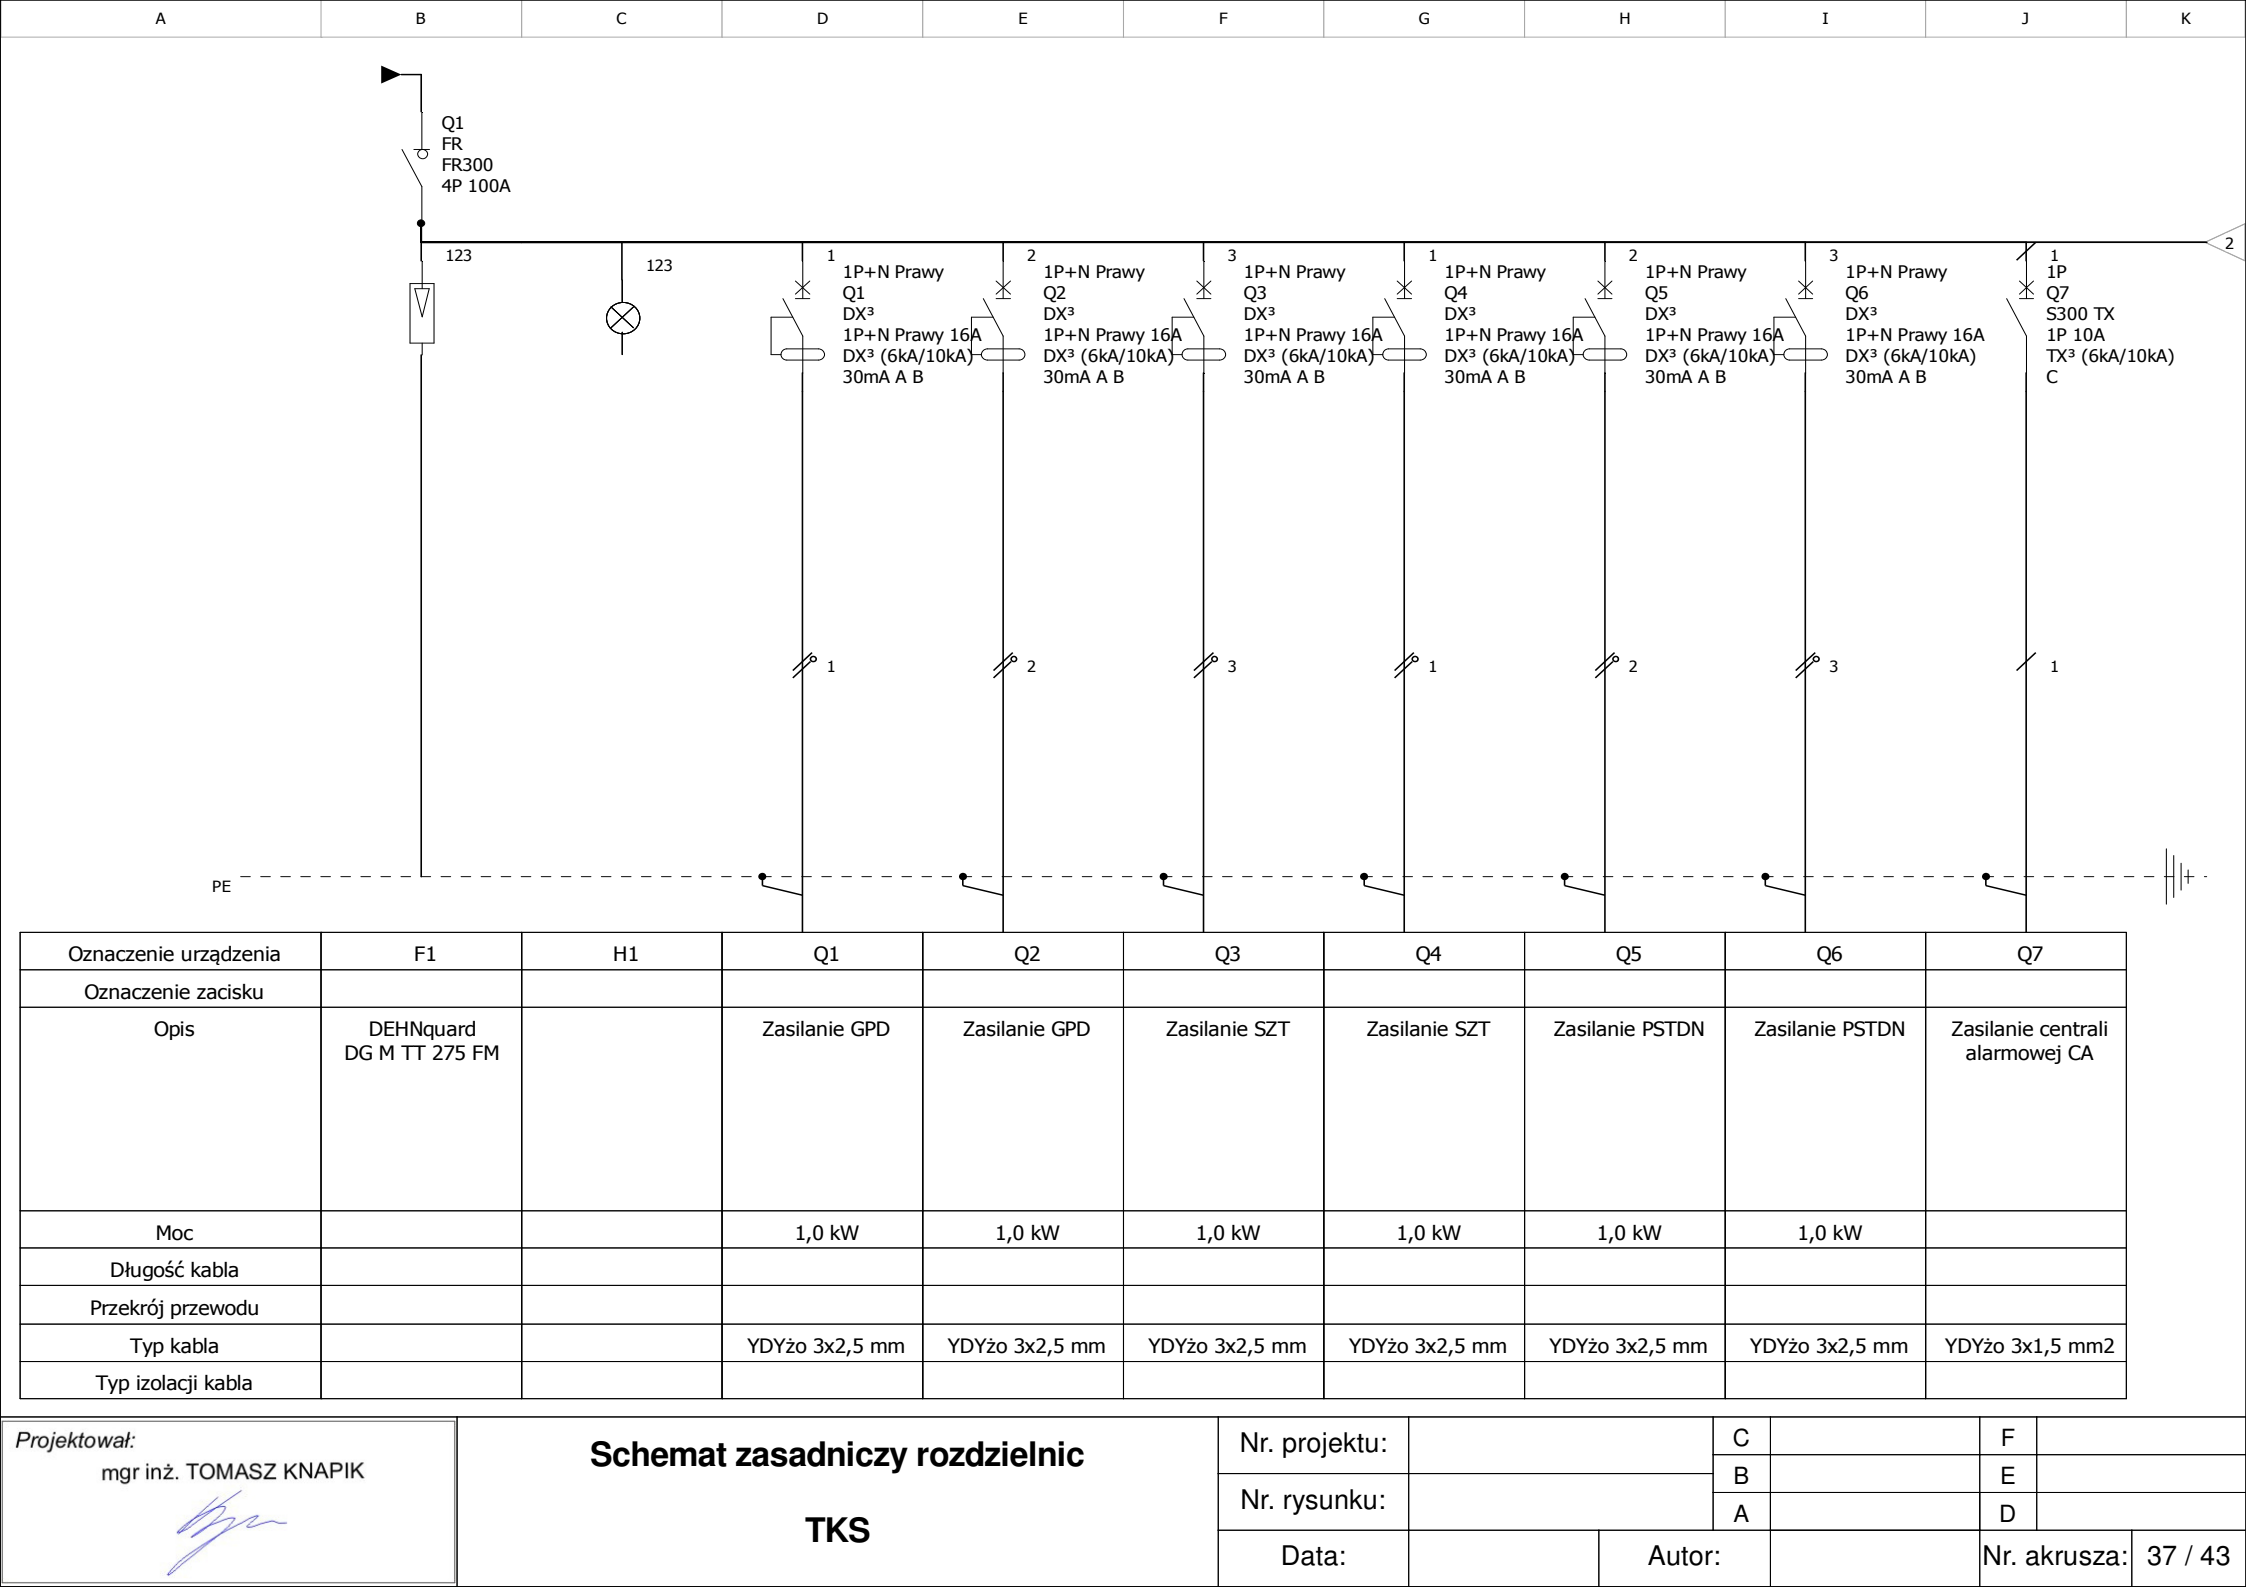 A B C D E F G H I J K
Q1
FR
FR300
4P 100A
2
123
123
1
1P+N Prawy
Q1
DX³
1P+N Prawy 16A
DX³ (6kA/10kA)
30mA A B
2
1P+N Prawy
Q2
DX³
1P+N Prawy 16A
DX³ (6kA/10kA)
30mA A B
3
1P+N Prawy
Q3
DX³
1P+N Prawy 16A
DX³ (6kA/10kA)
30mA A B
1
1P+N Prawy
Q4
DX³
1P+N Prawy 16A
DX³ (6kA/10kA)
30mA A B
2
1P+N Prawy
Q5
DX³
1P+N Prawy 16A
DX³ (6kA/10kA)
30mA A B
3
1P+N Prawy
Q6
DX³
1P+N Prawy 16A
DX³ (6kA/10kA)
30mA A B
1
1P
Q7
S300 TX
1P 10A
TX³ (6kA/10kA)
C
1 2 3 1 2 3 1
PE
Oznaczenie urządzenia F1 H1 Q1 Q2 Q3 Q4 Q5 Q6 Q7
Oznaczenie zacisku
Opis DEHNquard Zasilanie GPD Zasilanie GPD Zasilanie SZT Zasilanie SZT Zasilanie PSTDN Zasilanie PSTDN Zasilanie centrali
DG M TT 275 FM alarmowej CA
Moc 1,0 kW 1,0 kW 1,0 kW 1,0 kW 1,0 kW 1,0 kW
Długość kabla
Przekrój przewodu
Typ kabla YDYżo 3x2,5 mm YDYżo 3x2,5 mm YDYżo 3x2,5 mm YDYżo 3x2,5 mm YDYżo 3x2,5 mm YDYżo 3x2,5 mm YDYżo 3x1,5 mm2
Typ izolacji kabla
Projektował:
mgr inż. TOMASZ KNAPIK
Schemat zasadniczy rozdzielnic
TKS
Nr. projektu: C F
B E
Nr. rysunku: A D
Data: Autor: Nr. akrusza: 37 / 43